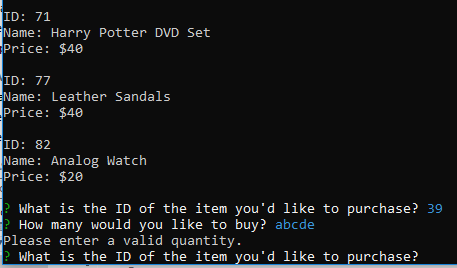 ID: 71
Name: Harry Potter DVD Set
Price: $40
ID: 77
Name: Leather Sandals
Price: $40
ID: 82
Name: Analog Watch
Price: $20
? What is the ID of the item you'd like to purchase? 39
? How many would you like to buy? abcde
Please enter a valid quantity.
? What is the ID of the item you'd like to purchase?